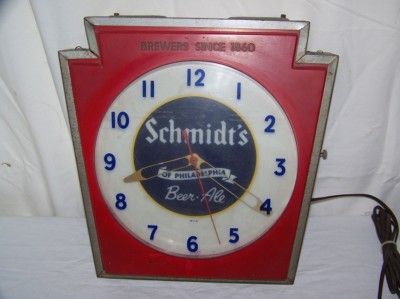 BREWERS SINCE 1860
12
11 1
10 2
Schmidt's
9 3
OF PHILADELPHIA
Beer-Ale
8 4
7 5
6